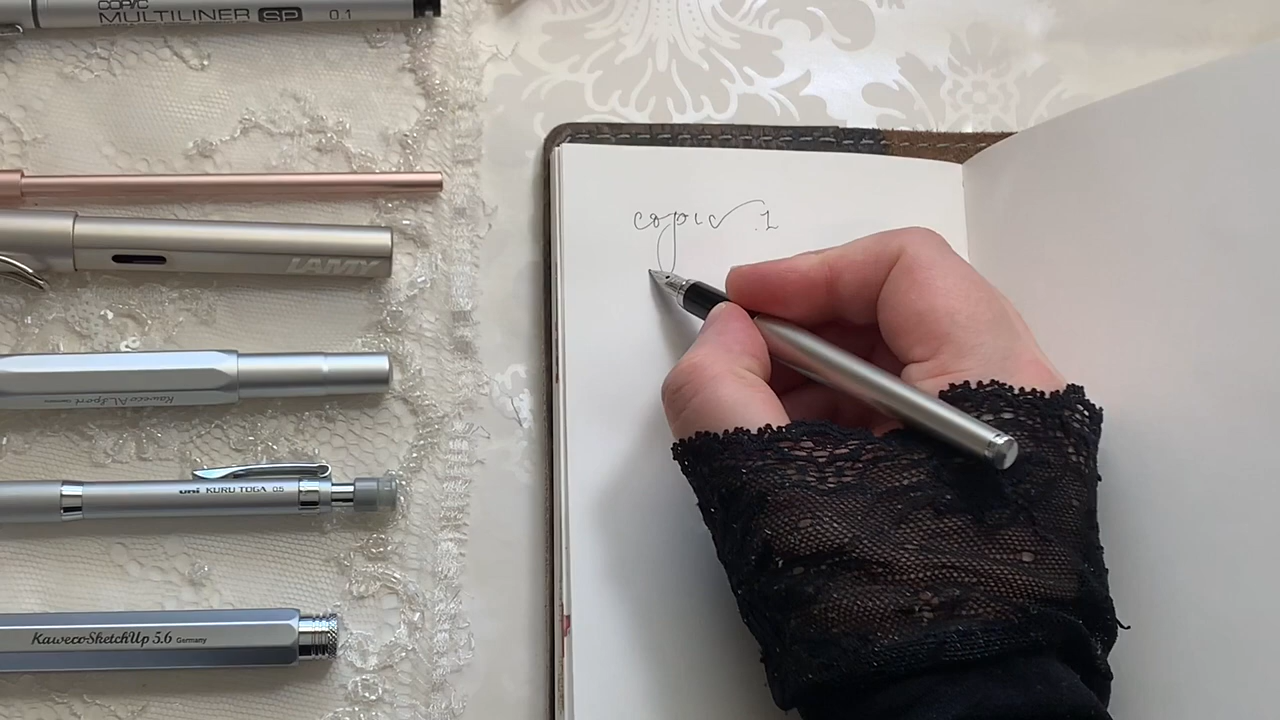 COPIC
MULTILINER SP 0.1
LAMY
Kaweco AL Sport Germany
uni KURU TOGA 0.5
Kaweco SketchUp 5.6 Germany
copic .1